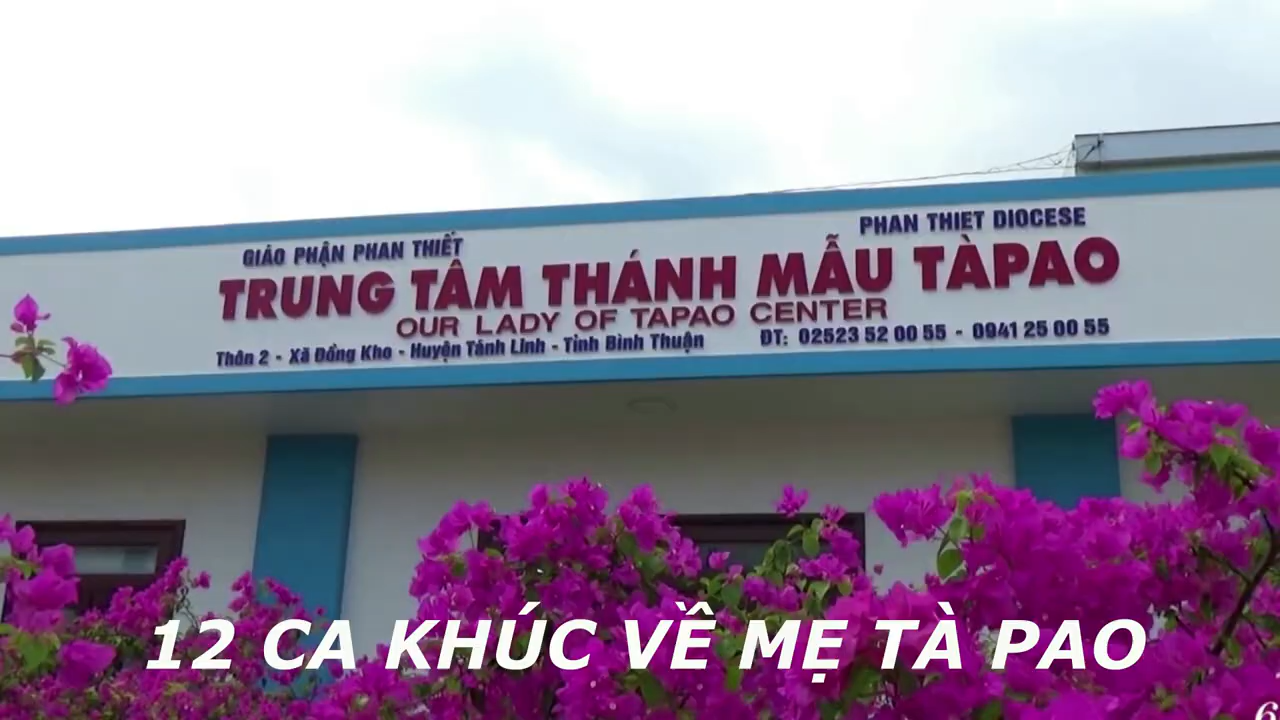 GIÁO PHẬN PHAN THIẾT
PHAN THIET DIOCESE
TRUNG TÂM THÁNH MẪU TÀPAO
OUR LADY OF TAPAO CENTER
Thôn 2 - Xã Đồng Kho - Huyện Tánh Linh - Tỉnh Bình Thuận
ĐT: 02523 52 00 55 - 0941 25 00 55
12 CA KHÚC VỀ MẸ TÀ PAO
6